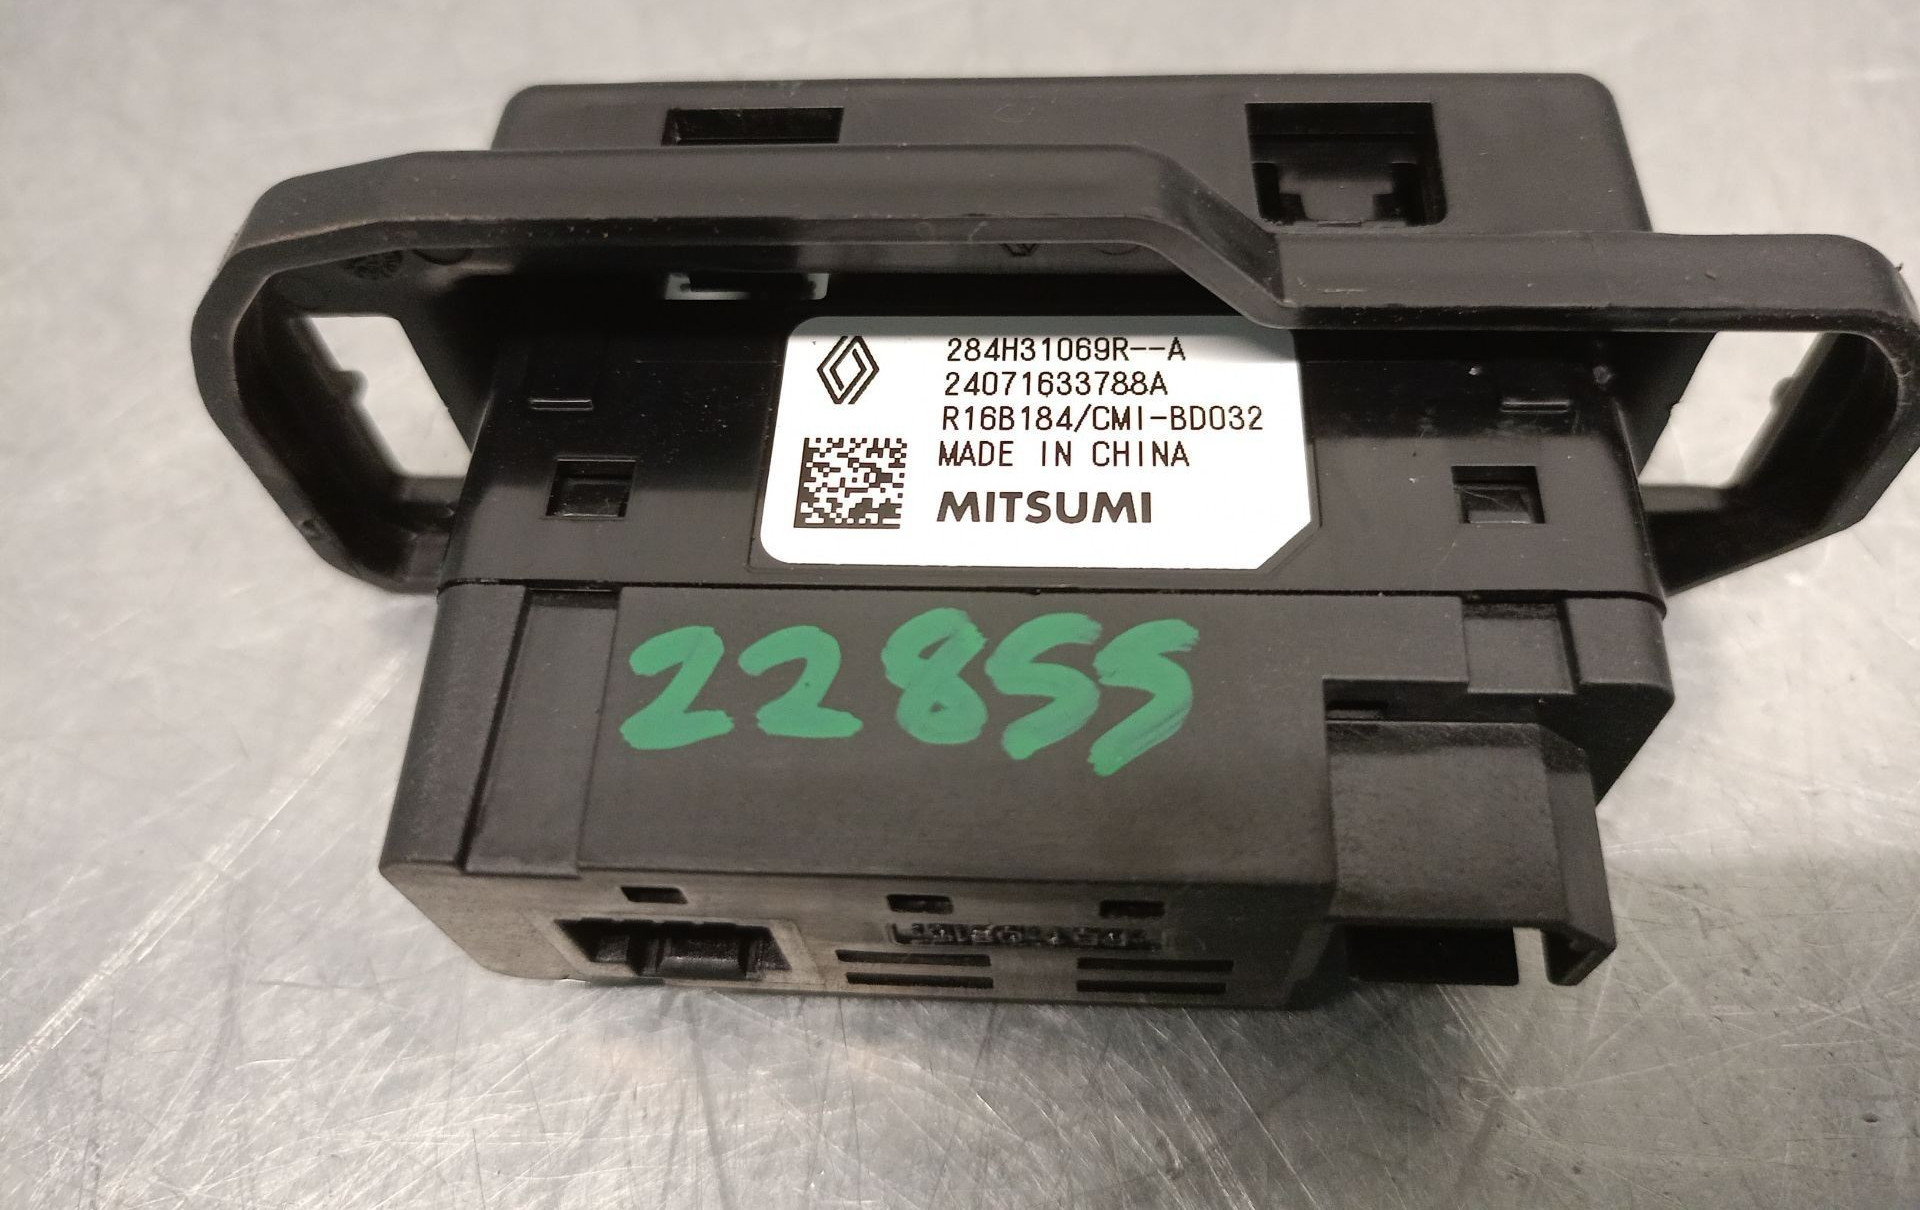 284H31069R--A
24071633788A
R16B184/CMI-BD032
MADE IN CHINA
MITSUMI
22855